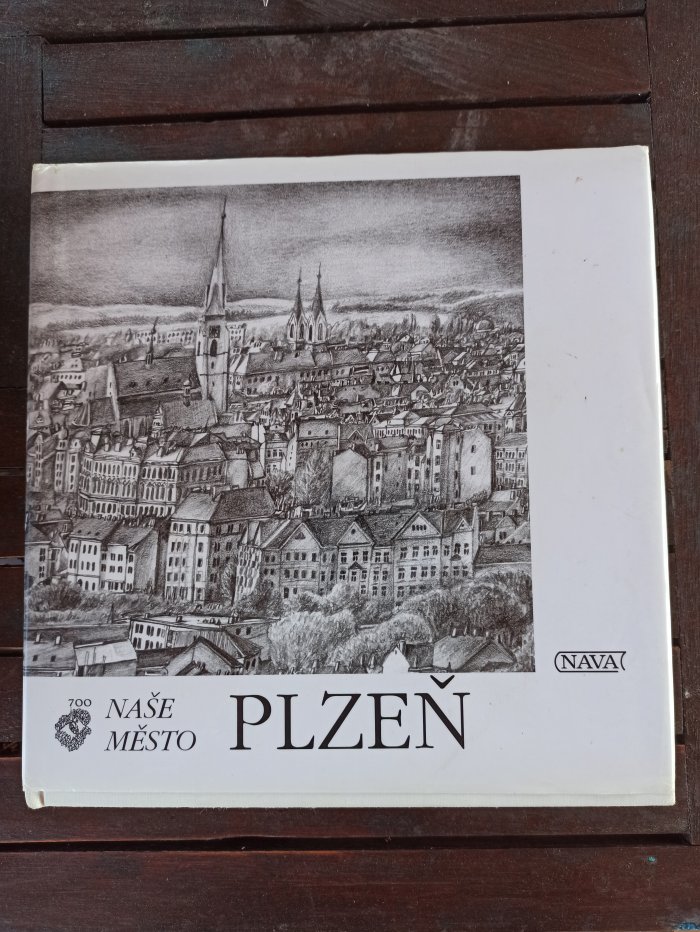 NAVA
700
NAŠE
MĚSTO
PLZEŇ